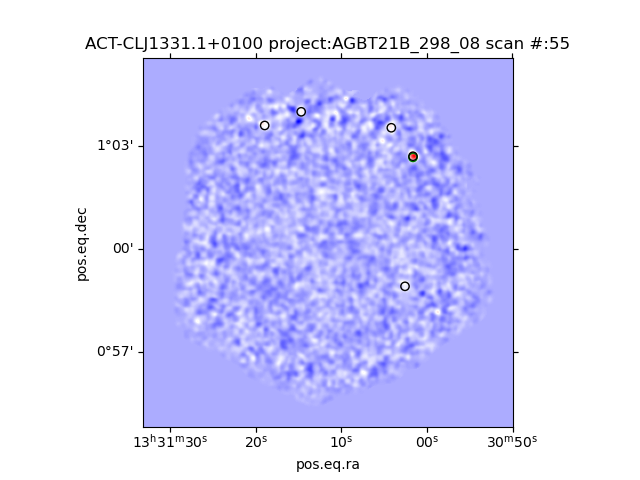 ACT-CLJ1331.1+0100 project:AGBT21B_298_08 scan #:55
pos.eq.dec
1°03'
00'
0°57'
13ʰ31ᵐ30ˢ 20ˢ 10ˢ 00ˢ 30ᵐ50ˢ
pos.eq.ra